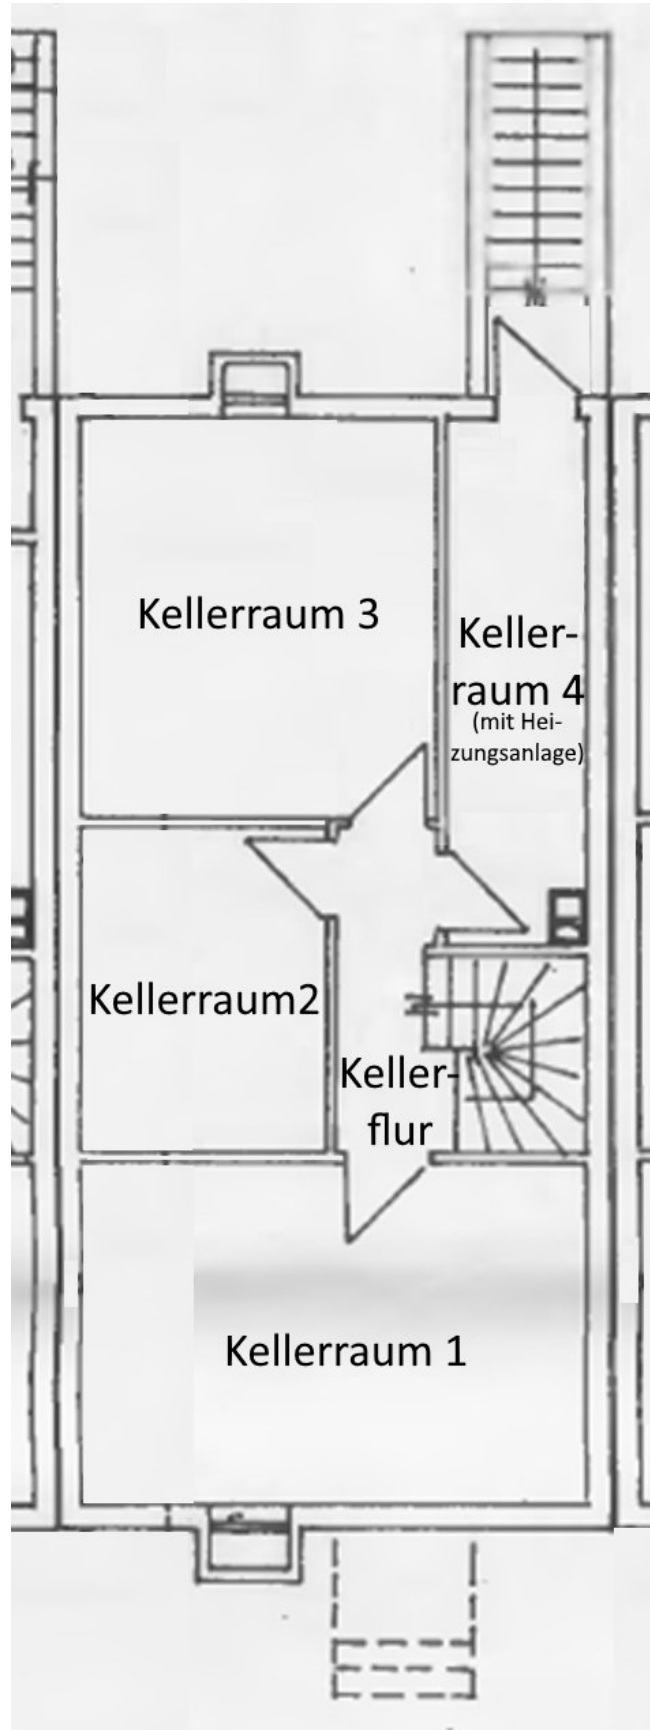 Kellerraum 3
Keller-
raum 4
(mit Hei-
zungsanlage)
Kellerraum2
Keller-
flur
Kellerraum 1